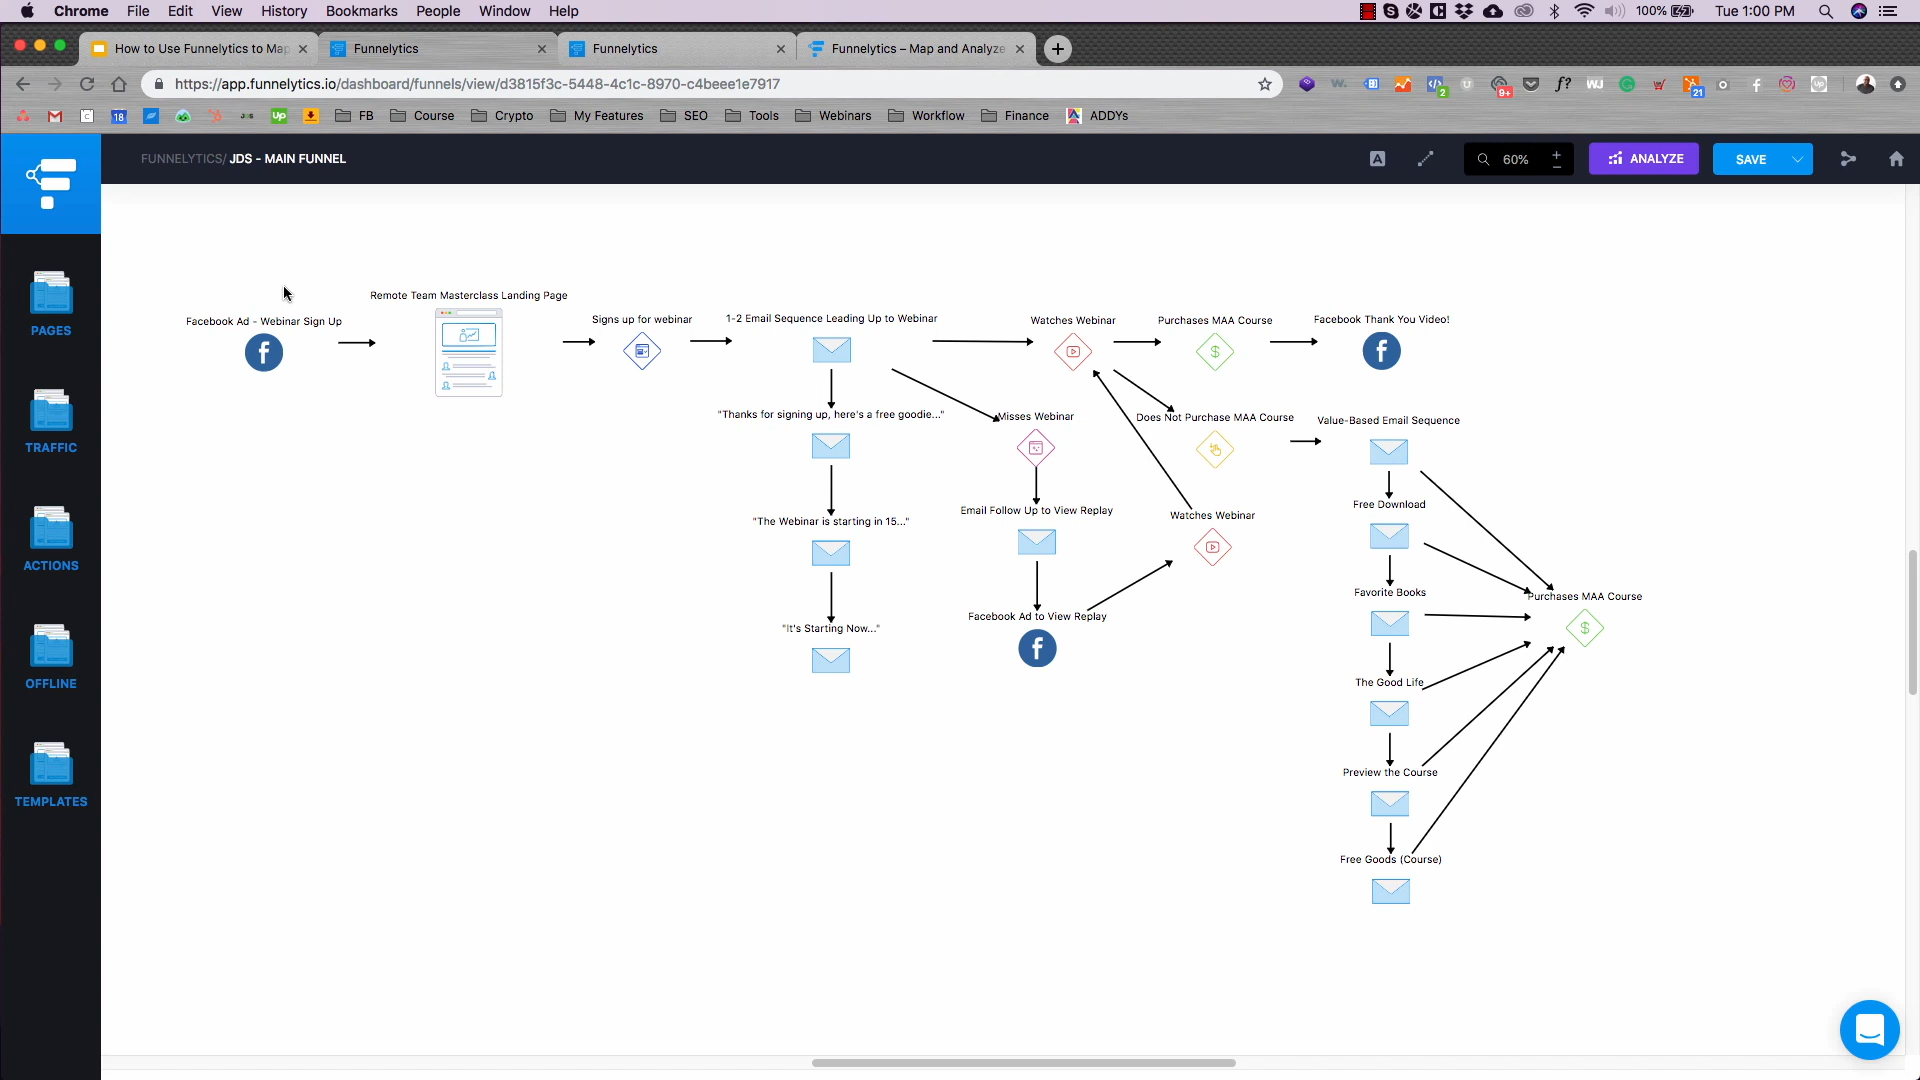 Chrome File Edit View History Bookmarks People Window Help 100% Tue 1:00 PM
How to Use Funnelytics to Map Funnelytics Funnelytics Funnelytics – Map and Analyze
https://app.funnelytics.io/dashboard/funnels/view/d3815f3c-5448-4c1c-8970-c4beee1e7917
18 Up FB Course Crypto My Features SEO Tools Webinars Workflow Finance ADDYs
FUNNELYTICS/ JDS - MAIN FUNNEL
60%
ANALYZE
SAVE
PAGES
TRAFFIC
ACTIONS
OFFLINE
TEMPLATES
Facebook Ad - Webinar Sign Up
Remote Team Masterclass Landing Page
Signs up for webinar
1-2 Email Sequence Leading Up to Webinar
Watches Webinar
Purchases MAA Course
Facebook Thank You Video!
"Thanks for signing up, here's a free goodie..."
Misses Webinar
Does Not Purchase MAA Course
Value-Based Email Sequence
"The Webinar is starting in 15..."
Email Follow Up to View Replay
Watches Webinar
Free Download
"It's Starting Now..."
Facebook Ad to View Replay
Favorite Books
Purchases MAA Course
The Good Life
Preview the Course
Free Goods (Course)